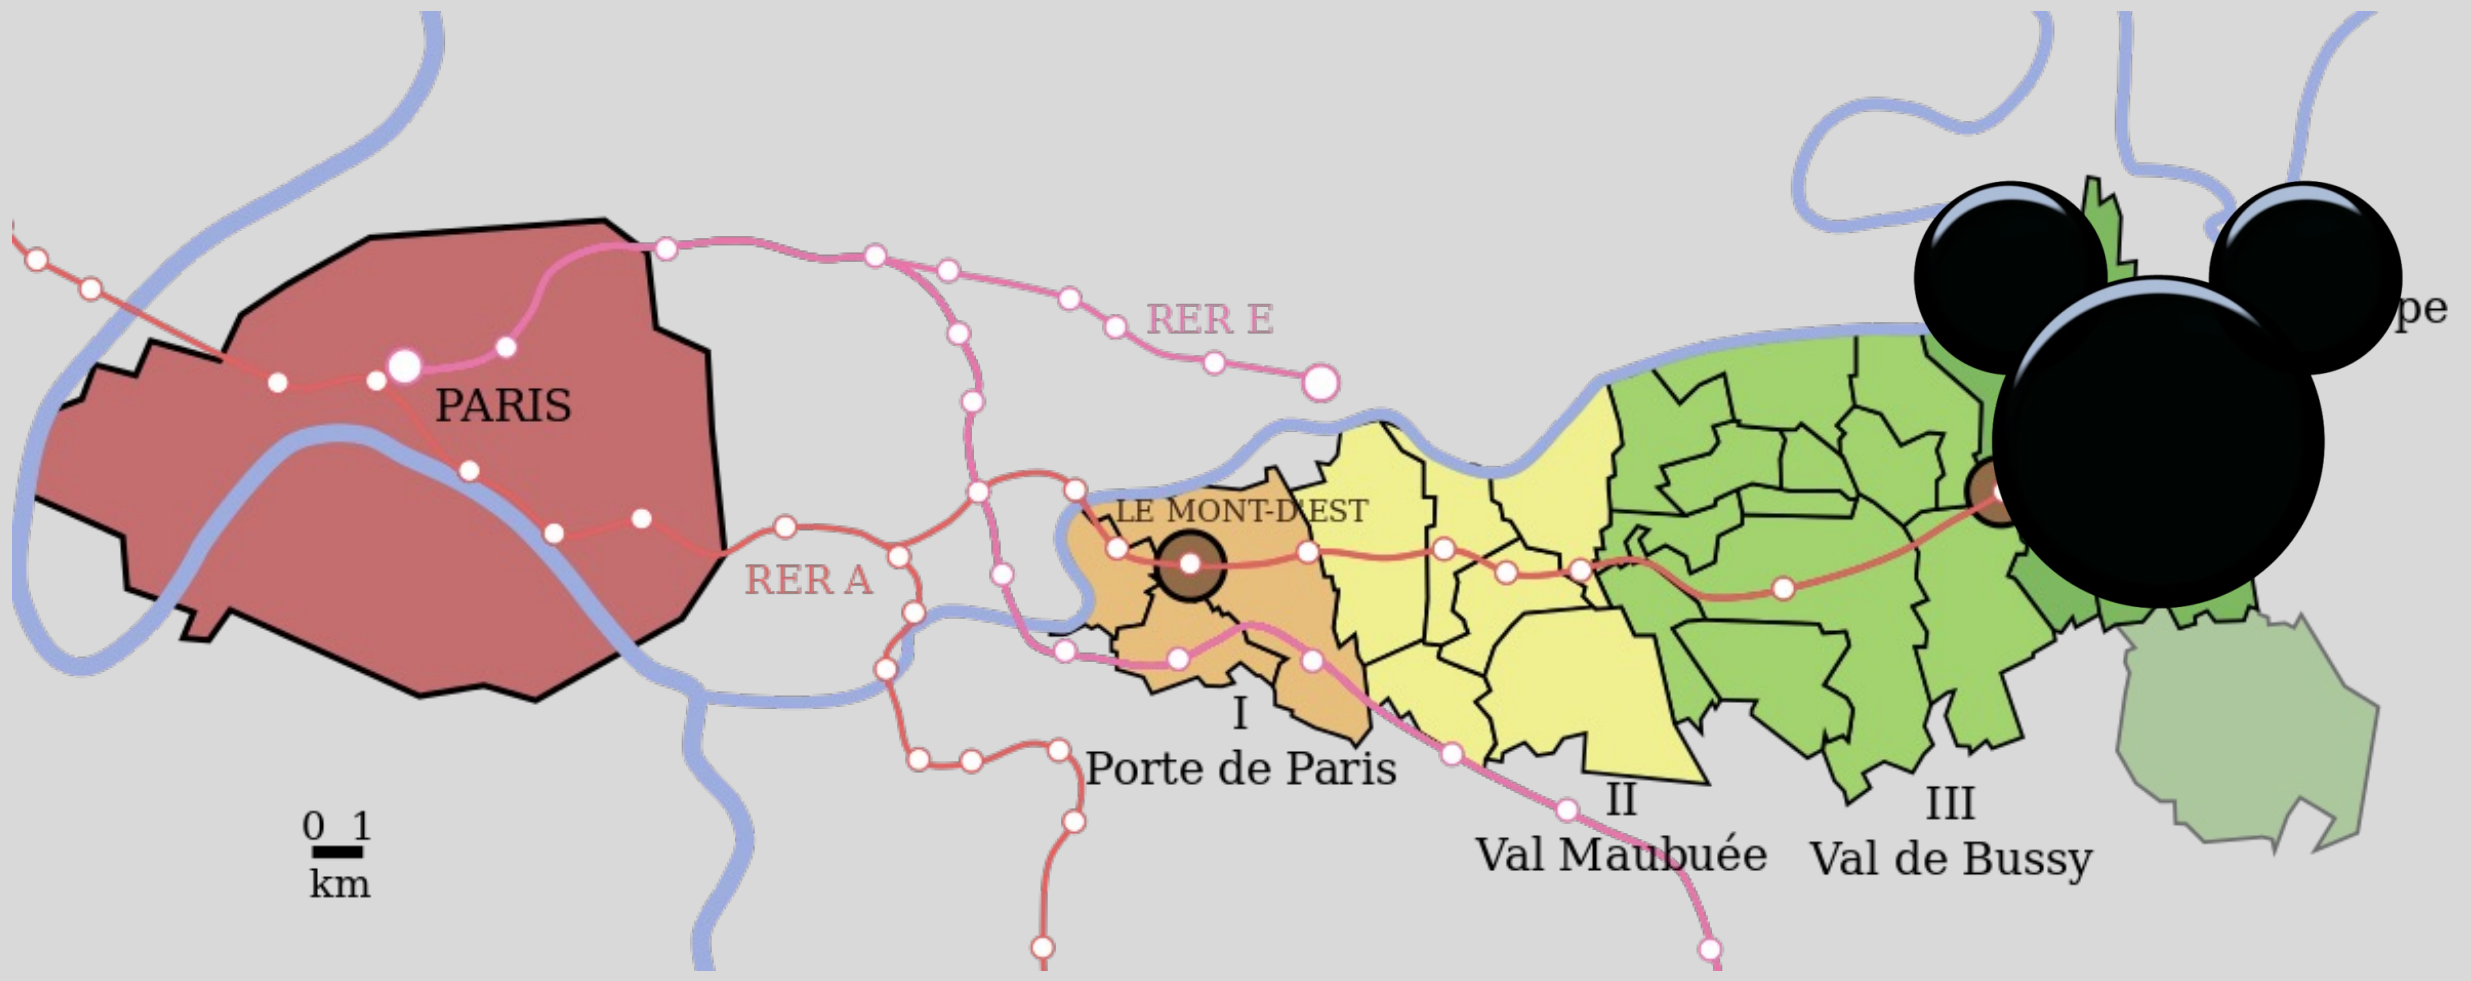 RER E
pe
PARIS
LE MONT-D'EST
RER A
I
Porte de Paris
II
Val Maubuée
III
Val de Bussy
0 1
km